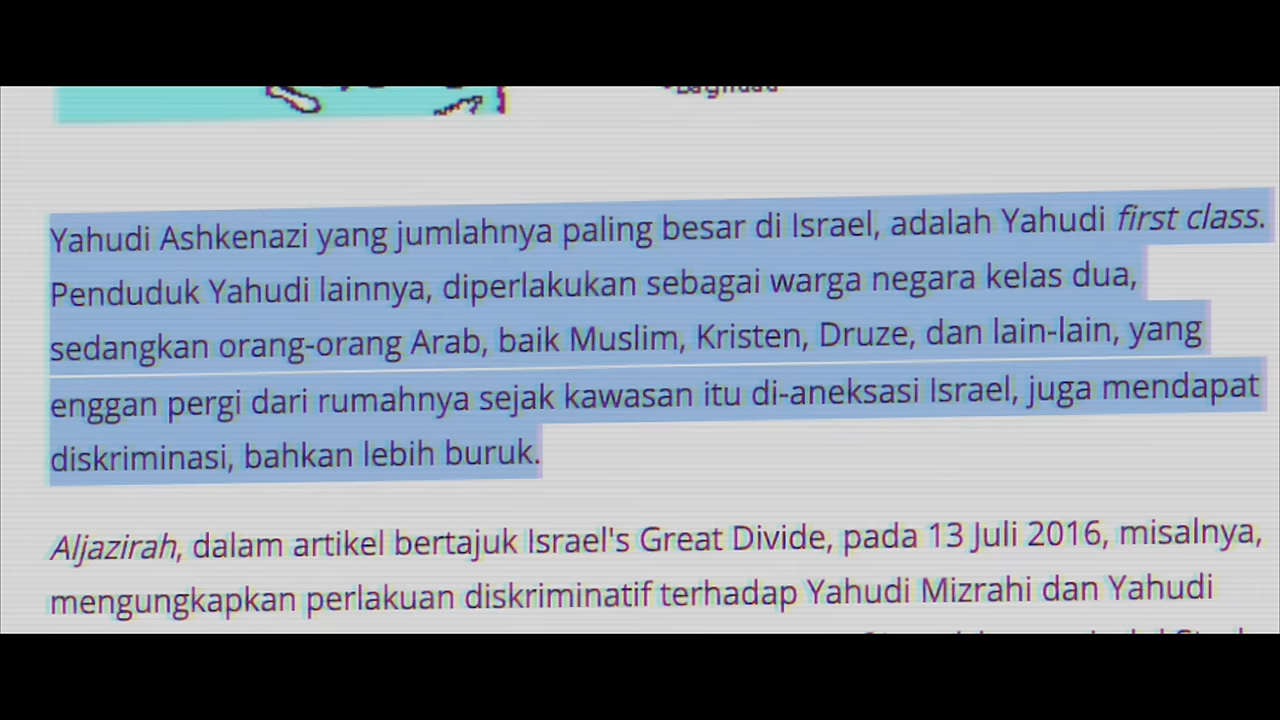 Yahudi Ashkenazi yang jumlahnya paling besar di Israel, adalah Yahudi first class.
Penduduk Yahudi lainnya, diperlakukan sebagai warga negara kelas dua,
sedangkan orang-orang Arab, baik Muslim, Kristen, Druze, dan lain-lain, yang
enggan pergi dari rumahnya sejak kawasan itu di-aneksasi Israel, juga mendapat
diskriminasi, bahkan lebih buruk.
Aljazirah, dalam artikel bertajuk Israel's Great Divide, pada 13 Juli 2016, misalnya,
mengungkapkan perlakuan diskriminatif terhadap Yahudi Mizrahi dan Yahudi